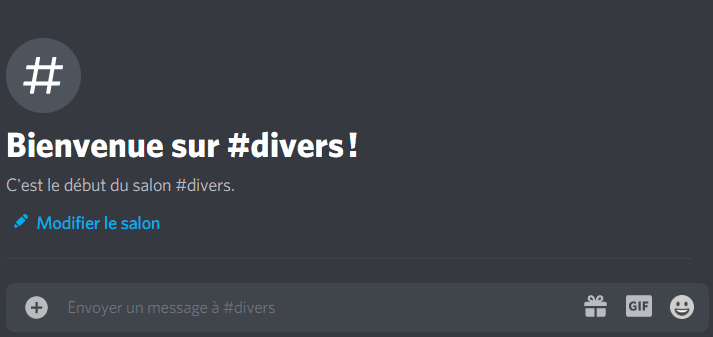 #
Bienvenue sur #divers !
C'est le début du salon #divers.
Modifier le salon
Envoyer un message à #divers
GIF